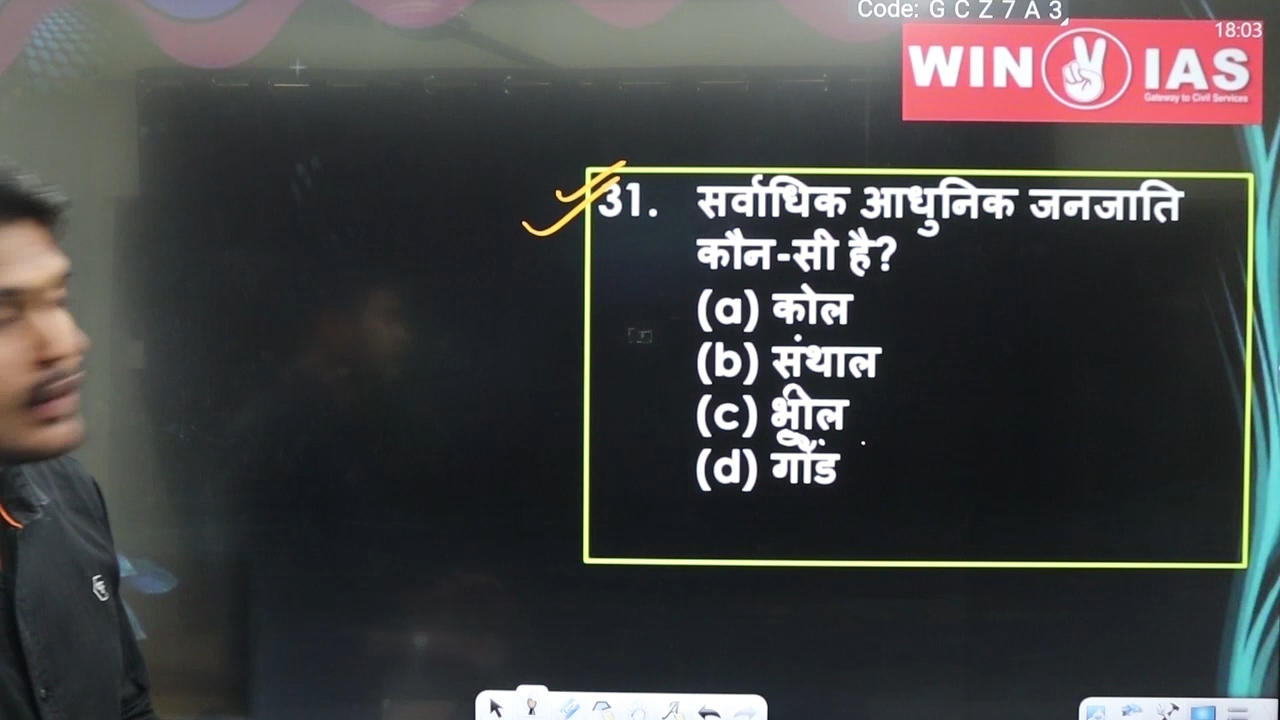 Code: G C Z 7 A 3
18:03
WIN IAS
Gateway to Civil Services
31. सर्वाधिक आधुनिक जनजाति
कौन-सी है?
(a) कोल
(b) संथाल
(c) भील
(d) गोंड